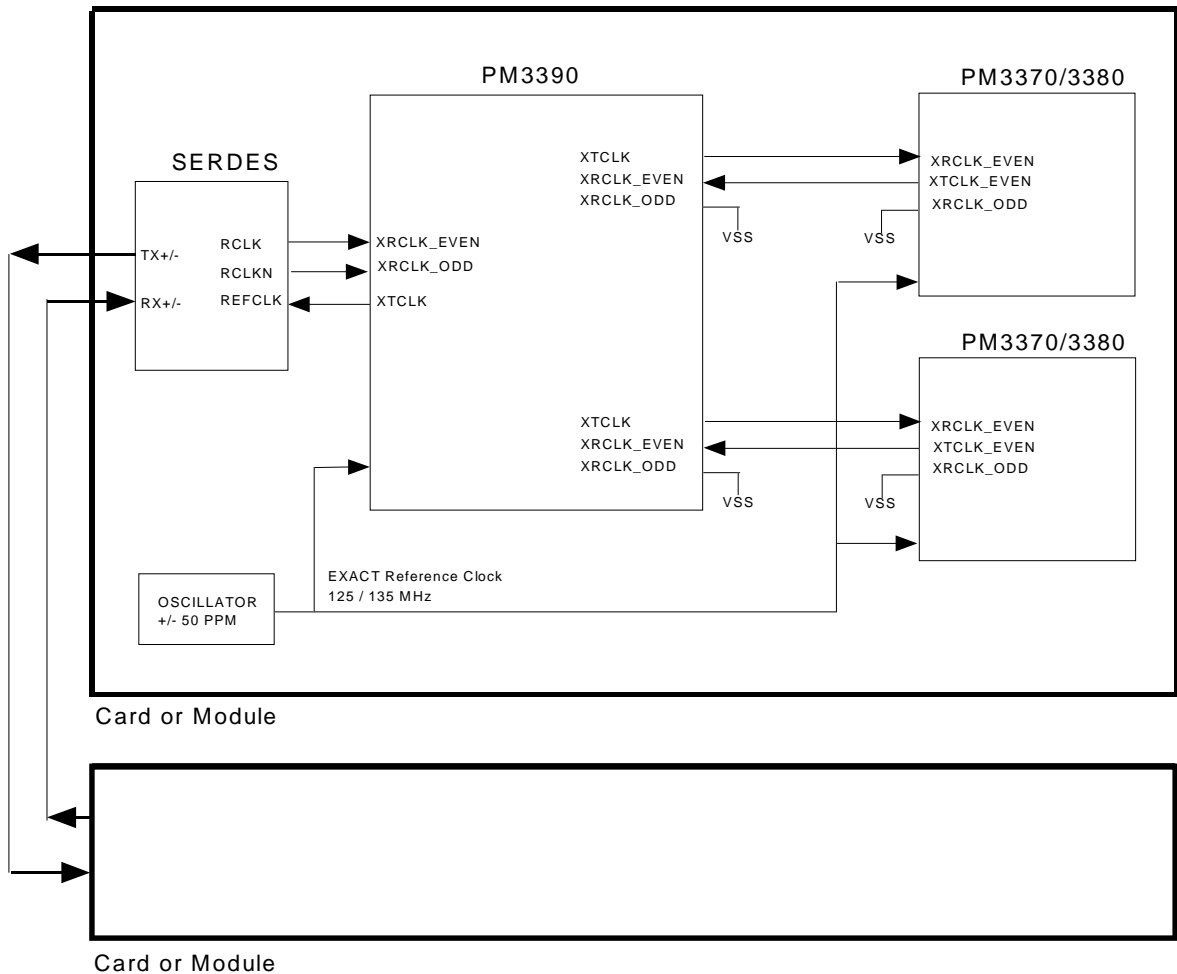 PM3390
PM3370/3380
SERDES
XTCLK
XRCLK_EVEN
XRCLK_ODD
VSS
XRCLK_EVEN
XTCLK_EVEN
XRCLK_ODD
VSS
TX+/-
RX+/-
RCLK
RCLKN
REFCLK
XRCLK_EVEN
XRCLK_ODD
XTCLK
PM3370/3380
XTCLK
XRCLK_EVEN
XRCLK_ODD
VSS
XRCLK_EVEN
XTCLK_EVEN
XRCLK_ODD
VSS
EXACT Reference Clock
125 / 135 MHz
OSCILLATOR
+/- 50 PPM
Card or Module
Card or Module